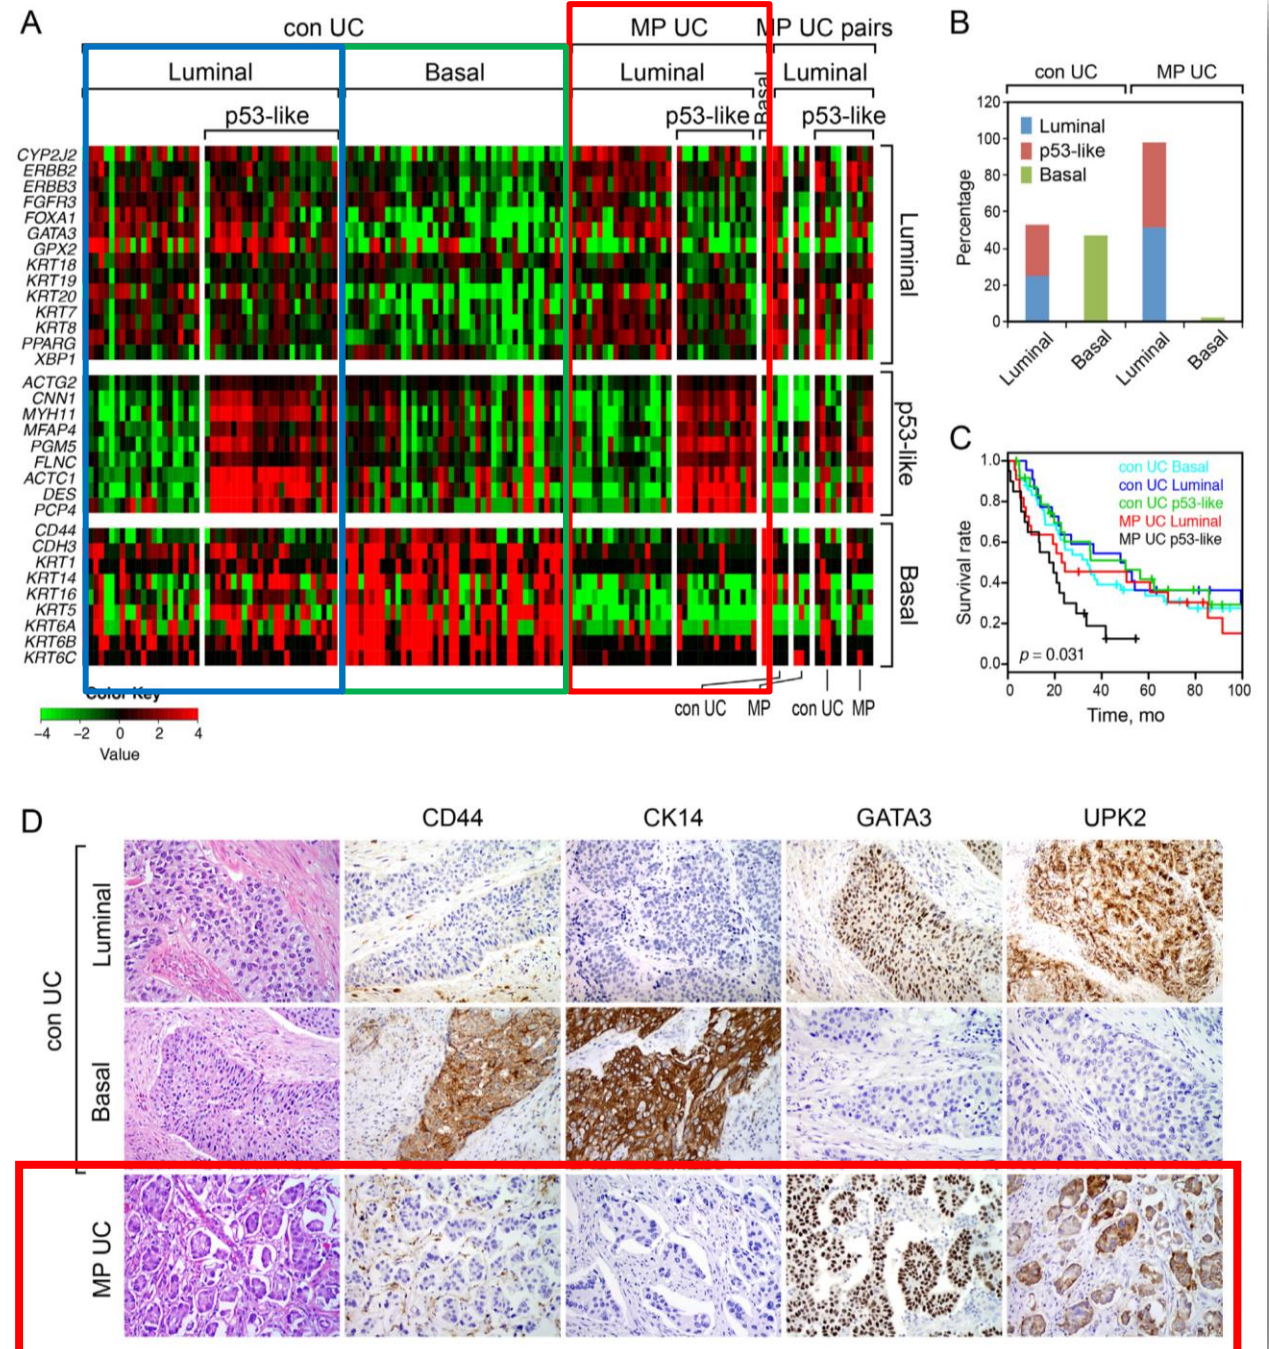 A
con UC
MP UC
MP UC pairs
Luminal
Basal
Luminal
Basal
Luminal
p53-like
p53-like
p53-like
CYP2J2
ERBB2
ERBB3
FGFR3
FOXA1
GATA3
GPX2
KRT18
KRT19
KRT20
KRT7
KRT8
PPARG
XBP1
Luminal
ACTG2
CNN1
MYH11
MFAP4
PGM5
FLNC
ACTC1
DES
PCP4
p53-like
CD44
CDH3
KRT1
KRT14
KRT16
KRT5
KRT6A
KRT6B
KRT6C
Basal
con UC MP con UC MP
Color Key
−4 −2 0 2 4
Value
B
con UC MP UC
Percentage
120
100
80
60
40
20
0
Luminal
p53-like
Basal
Luminal Basal Luminal Basal
C
Survival rate
1.0
0.8
0.6
0.4
0.2
0.0
con UC Basal
con UC Luminal
con UC p53-like
MP UC Luminal
MP UC p53-like
p = 0.031
0 20 40 60 80 100
Time, mo
D
CD44 CK14 GATA3 UPK2
con UC
Luminal
Basal
MP UC